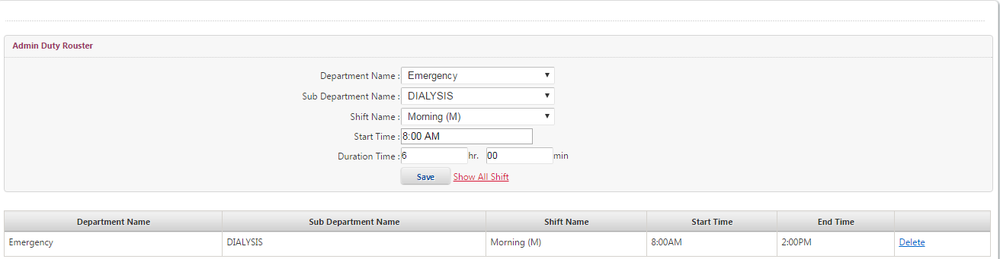 Admin Duty Rouster
Department Name : Emergency
Sub Department Name : DIALYSIS
Shift Name : Morning (M)
Start Time : 8:00 AM
Duration Time : 6 hr. 00 min
Save Show All Shift
Department Name Sub Department Name Shift Name Start Time End Time
Emergency DIALYSIS Morning (M) 8:00AM 2:00PM Delete